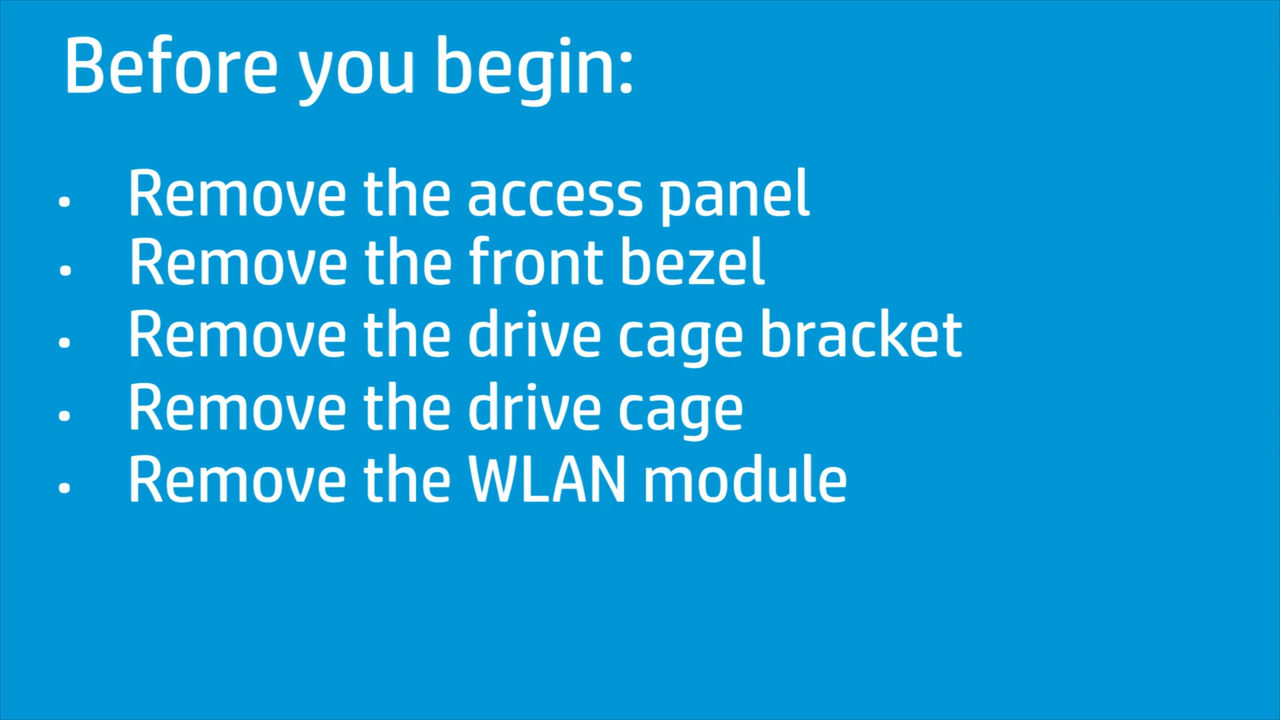 Before you begin:
• Remove the access panel
• Remove the front bezel
• Remove the drive cage bracket
• Remove the drive cage
• Remove the WLAN module